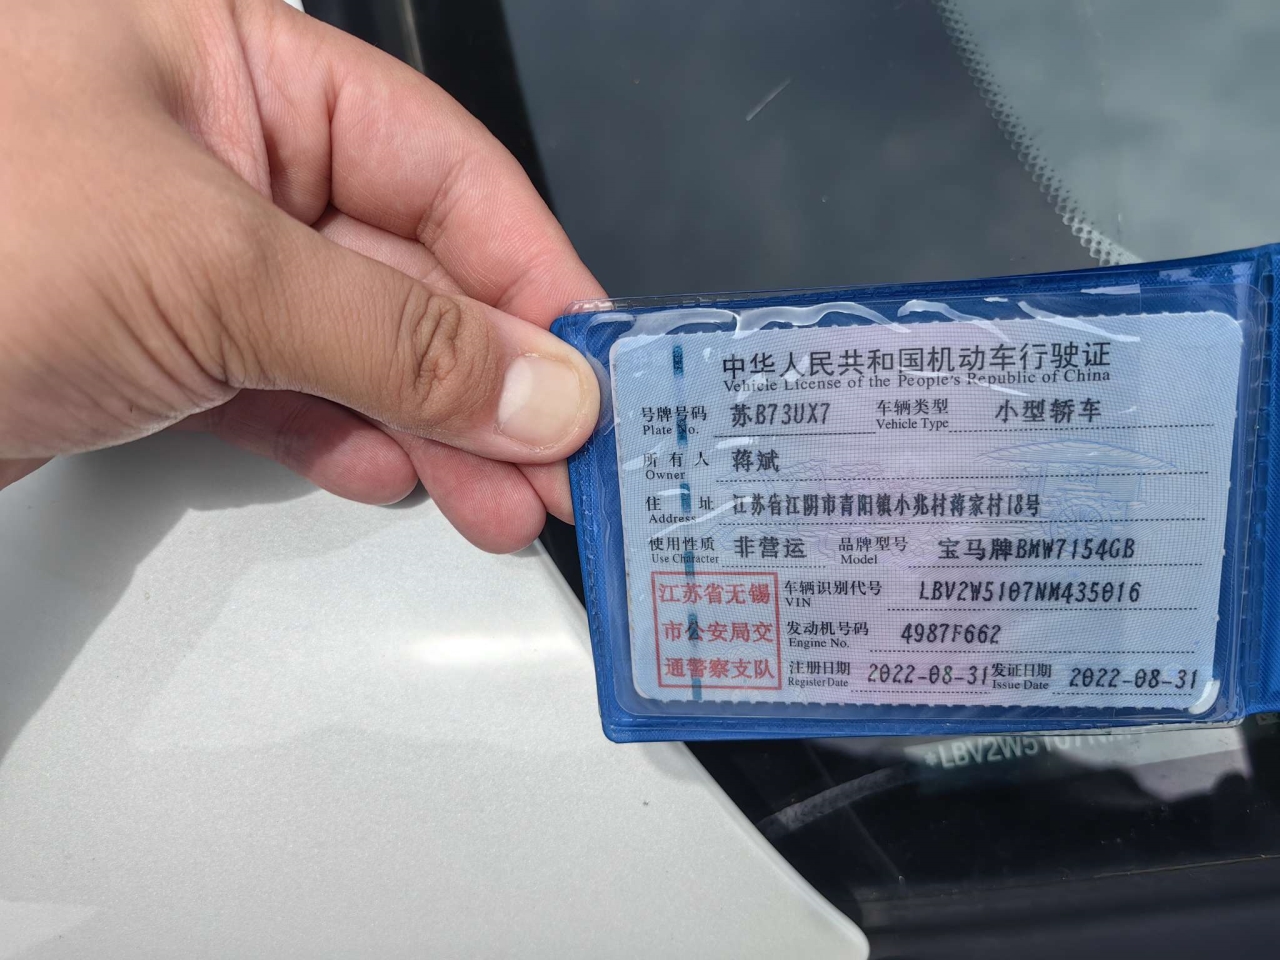 中华人民共和国机动车行驶证
Vehicle License of the People's Republic of China
号牌号码 苏B73UX7 车辆类型 小型轿车
Plate No. Vehicle Type
所有人 蒋斌
Owner
住址 江苏省江阴市青阳镇小兆村蒋家村18号
Address
使用性质 非营运 品牌型号 宝马牌BMW7154GB
Use Character Model
江苏省无锡
市公安局交
通警察支队
车辆识别代号 LBV2W5107NM435016
VIN
发动机号码 4987F662
Engine No.
注册日期 2022-08-31 发证日期 2022-08-31
Register Date Issue Date
*LBV2W5107N